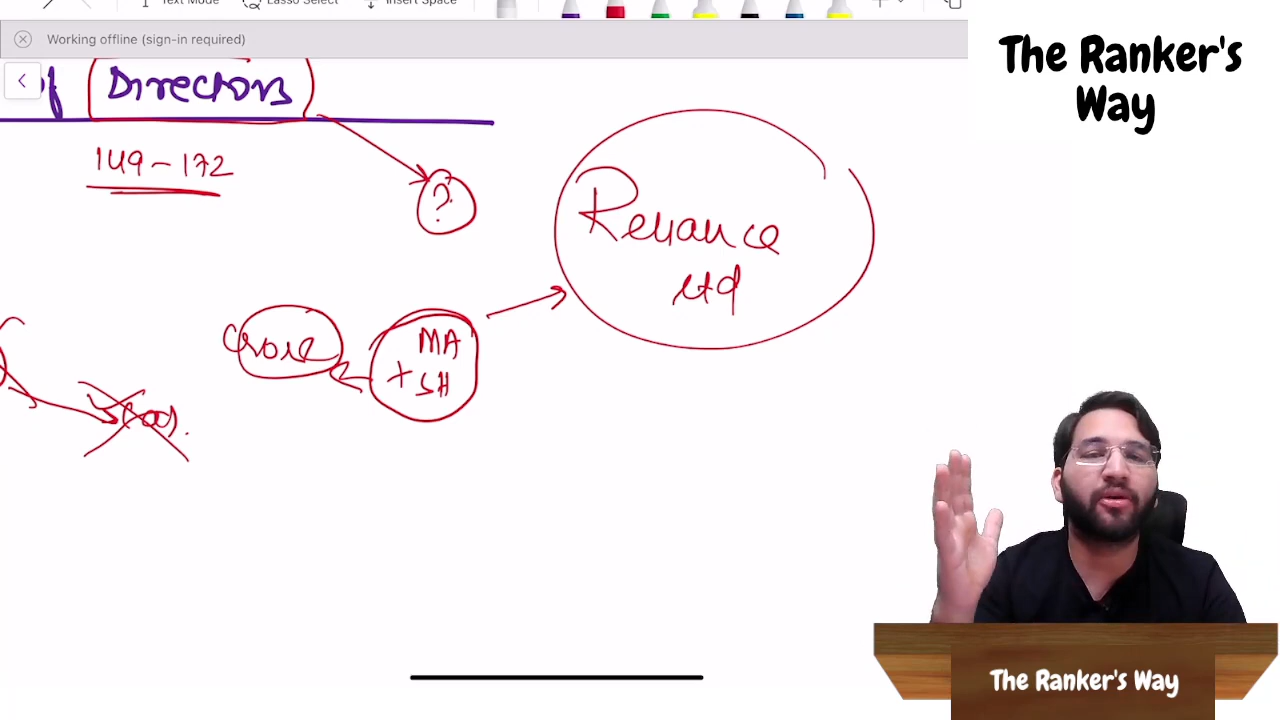 Text Mode
Lasso Select
Insert Space
Working offline (sign-in required)
The Ranker's
Way
of Directors
149-172
?
Reliance
Ltd
crore
MA
+ SH
The Ranker's Way